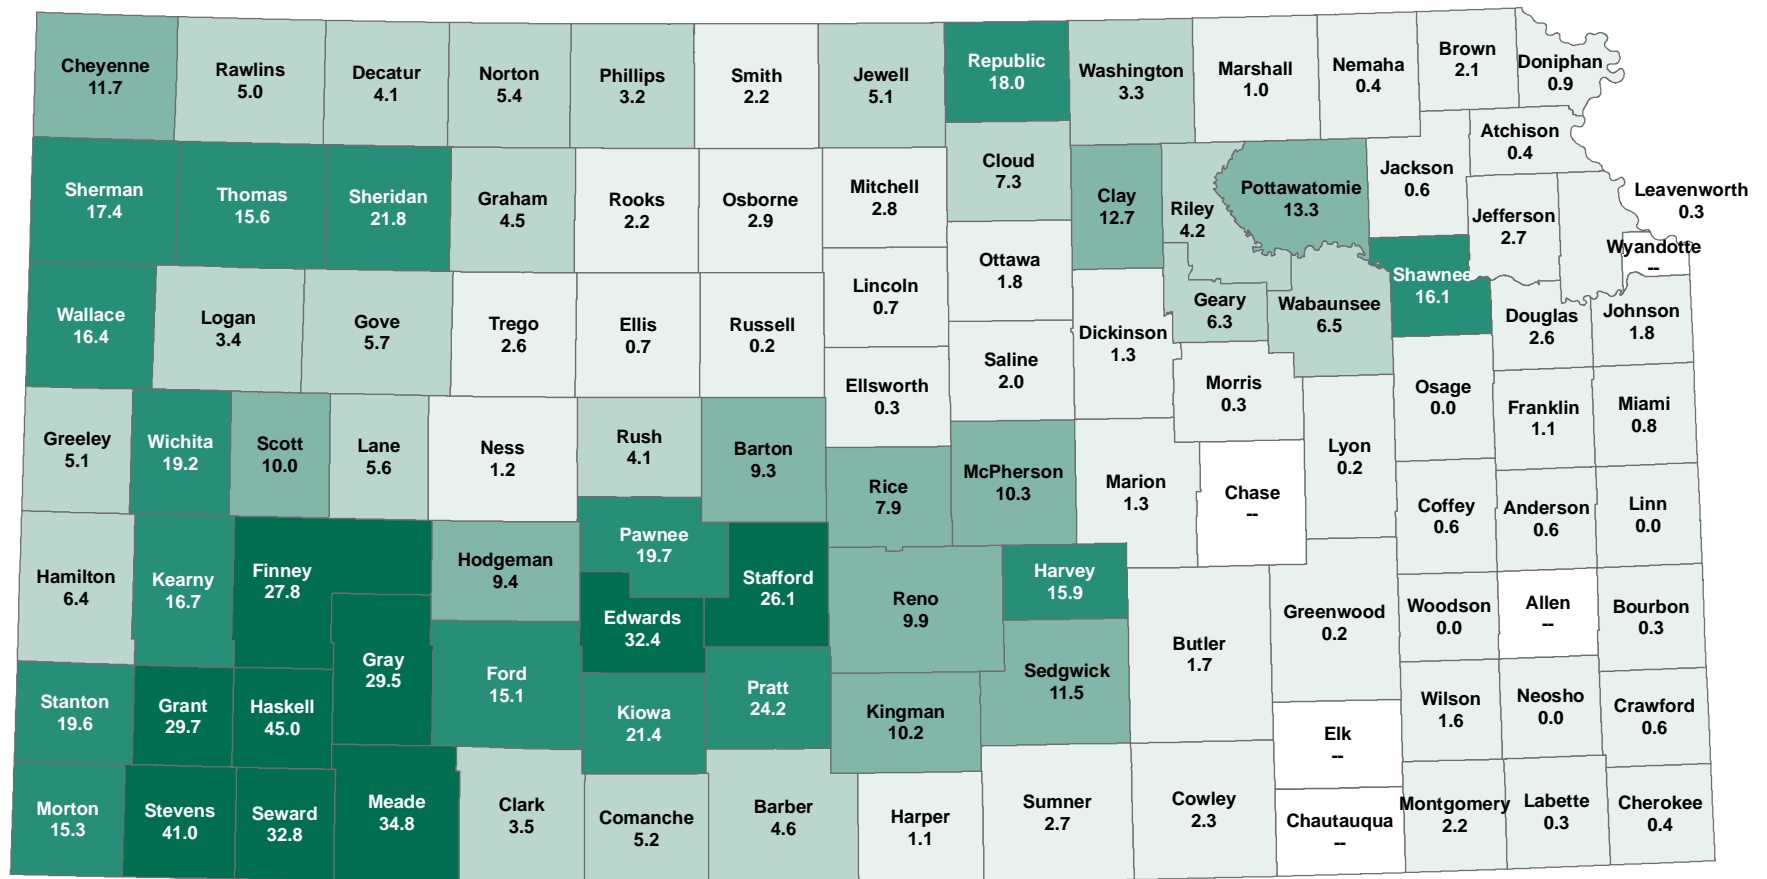 Cheyenne
11.7
Rawlins
5.0
Decatur
4.1
Norton
5.4
Phillips
3.2
Smith
2.2
Jewell
5.1
Republic
18.0
Washington
3.3
Marshall
1.0
Nemaha
0.4
Brown
2.1
Doniphan
0.9
Sherman
17.4
Thomas
15.6
Sheridan
21.8
Graham
4.5
Rooks
2.2
Osborne
2.9
Mitchell
2.8
Cloud
7.3
Clay
12.7
Riley
4.2
Pottawatomie
13.3
Jackson
0.6
Atchison
0.4
Jefferson
2.7
Leavenworth
0.3
Wyandotte
--
Wallace
16.4
Logan
3.4
Gove
5.7
Trego
2.6
Ellis
0.7
Russell
0.2
Lincoln
0.7
Ottawa
1.8
Saline
2.0
Dickinson
1.3
Geary
6.3
Wabaunsee
6.5
Shawnee
16.1
Douglas
2.6
Johnson
1.8
Greeley
5.1
Wichita
19.2
Scott
10.0
Lane
5.6
Ness
1.2
Rush
4.1
Barton
9.3
Ellsworth
0.3
Rice
7.9
McPherson
10.3
Marion
1.3
Morris
0.3
Chase
--
Lyon
0.2
Osage
0.0
Franklin
1.1
Miami
0.8
Coffey
0.6
Anderson
0.6
Linn
0.0
Hamilton
6.4
Kearny
16.7
Finney
27.8
Hodgeman
9.4
Pawnee
19.7
Stafford
26.1
Edwards
32.4
Reno
9.9
Harvey
15.9
Sedgwick
11.5
Butler
1.7
Greenwood
0.2
Woodson
0.0
Allen
--
Bourbon
0.3
Stanton
19.6
Grant
29.7
Haskell
45.0
Gray
29.5
Ford
15.1
Kiowa
21.4
Pratt
24.2
Kingman
10.2
Elk
--
Wilson
1.6
Neosho
0.0
Crawford
0.6
Morton
15.3
Stevens
41.0
Seward
32.8
Meade
34.8
Clark
3.5
Comanche
5.2
Barber
4.6
Harper
1.1
Sumner
2.7
Cowley
2.3
Chautauqua
--
Montgomery
2.2
Labette
0.3
Cherokee
0.4